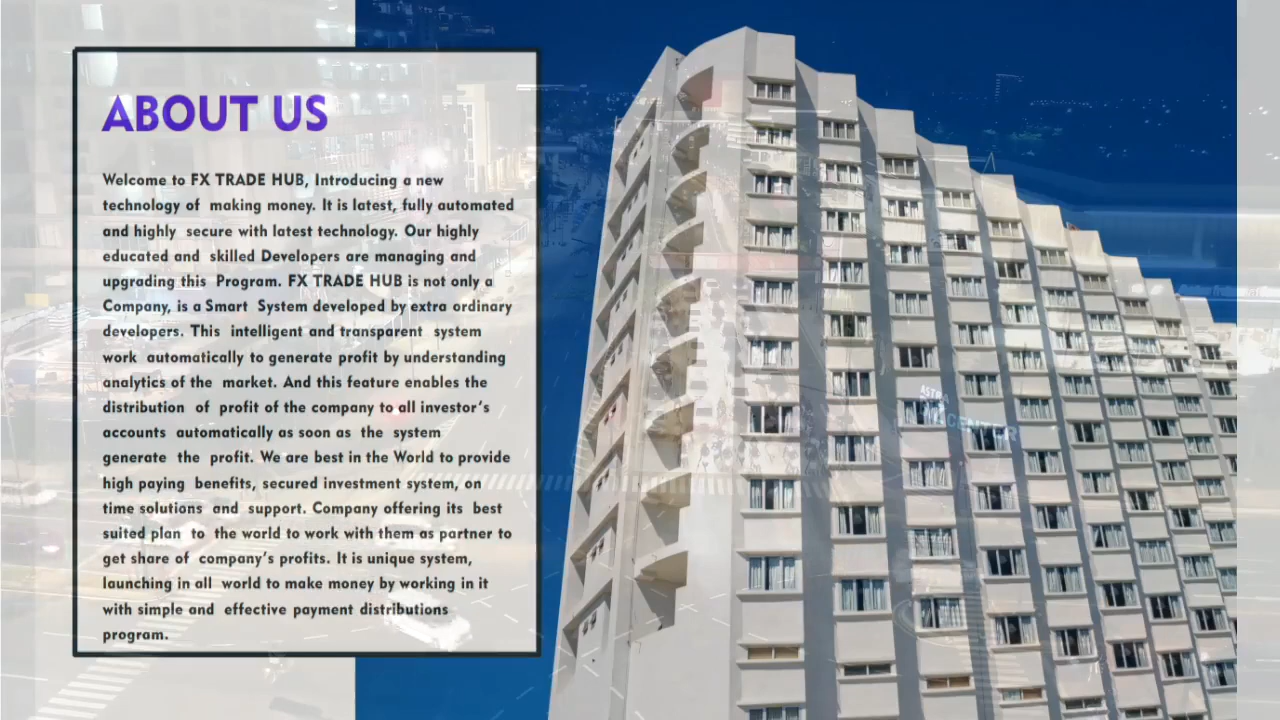 ABOUT US
Welcome to FX TRADE HUB, Introducing a new
technology of making money. It is latest, fully automated
and highly secure with latest technology. Our highly
educated and skilled Developers are managing and
upgrading this Program. FX TRADE HUB is not only a
Company, is a Smart System developed by extra ordinary
developers. This intelligent and transparent system
work automatically to generate profit by understanding
analytics of the market. And this feature enables the
distribution of profit of the company to all investor's
accounts automatically as soon as the system
generate the profit. We are best in the World to provide
high paying benefits, secured investment system, on
time solutions and support. Company offering its best
suited plan to the world to work with them as partner to
get share of company's profits. It is unique system,
launching in all world to make money by working in it
with simple and effective payment distributions
program.
CENTER